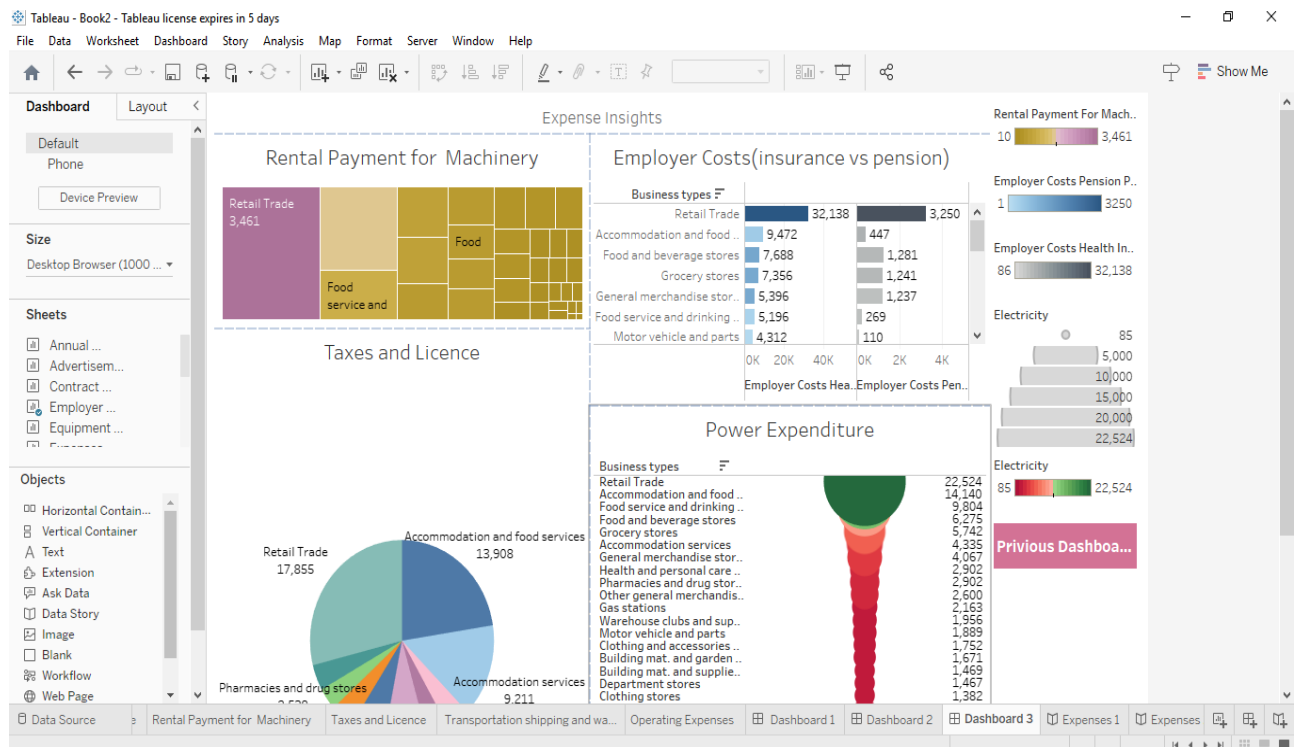 Tableau - Book2 - Tableau license expires in 5 days
File Data Worksheet Dashboard Story Analysis Map Format Server Window Help
Show Me
Dashboard Layout
Default
Phone
Device Preview
Size
Desktop Browser (1000 ...
Sheets
Annual ...
Advertisem...
Contract ...
Employer ...
Equipment ...
Objects
Horizontal Contain...
Vertical Container
Text
Extension
Ask Data
Data Story
Image
Blank
Workflow
Web Page
Expense Insights
Rental Payment for Machinery
Retail Trade
3,461
Food
Food
service and
Taxes and Licence
Accommodation and food services
13,908
Retail Trade
17,855
Accommodation services
9,211
Pharmacies and drug stores
Employer Costs(insurance vs pension)
Business types
Retail Trade 32,138 3,250
Accommodation and food .. 9,472 447
Food and beverage stores 7,688 1,281
Grocery stores 7,356 1,241
General merchandise stor.. 5,396 1,237
Food service and drinking .. 5,196 269
Motor vehicle and parts 4,312 110
0K 20K 40K 0K 2K 4K
Employer Costs Hea.. Employer Costs Pen..
Power Expenditure
Business types
Retail Trade 22,524
Accommodation and food .. 14,140
Food service and drinking .. 9,804
Food and beverage stores 6,275
Grocery stores 5,742
Accommodation services 4,335
General merchandise stor.. 4,067
Health and personal care .. 2,902
Pharmacies and drug stor.. 2,902
Other general merchandis.. 2,600
Gas stations 2,163
Warehouse clubs and sup.. 1,956
Motor vehicle and parts 1,889
Clothing and accessories .. 1,752
Building mat. and garden .. 1,671
Building mat. and supplie.. 1,469
Department stores 1,467
Clothing stores 1,382
Rental Payment For Mach..
10 3,461
Employer Costs Pension P..
1 3250
Employer Costs Health In..
86 32,138
Electricity
85
5,000
10,000
15,000
20,000
22,524
Electricity
85 22,524
Privious Dashboa...
Data Source Rental Payment for Machinery Taxes and Licence Transportation shipping and wa... Operating Expenses Dashboard 1 Dashboard 2 Dashboard 3 Expenses 1 Expenses